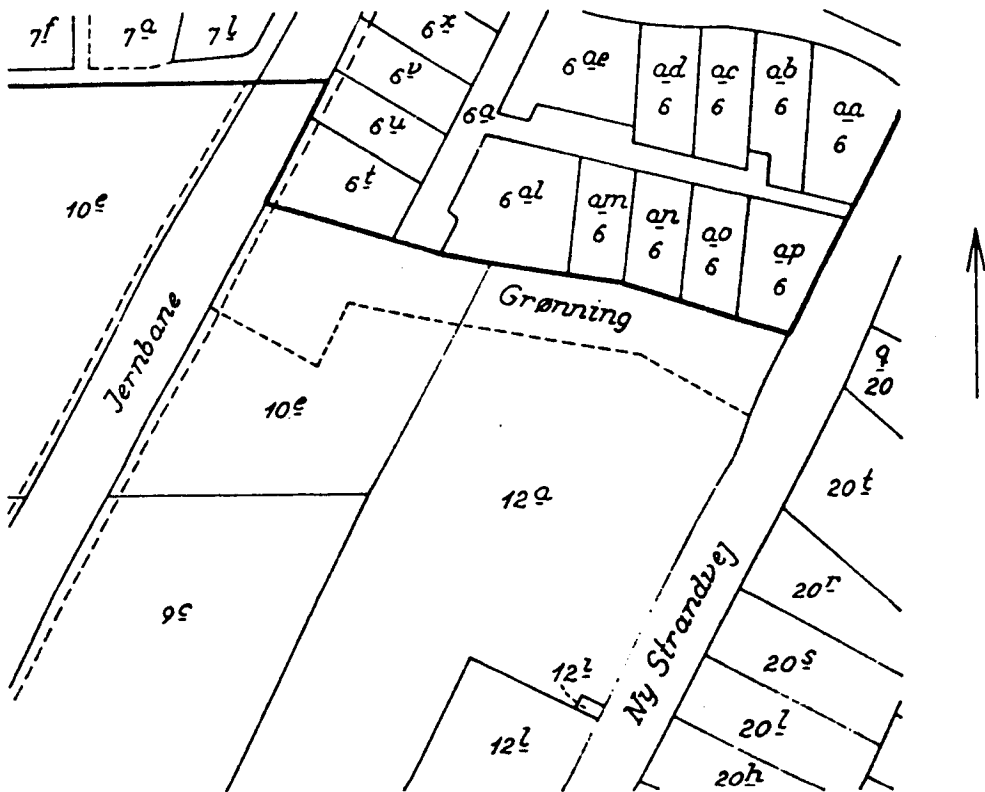 7f 7a 7l
6x
6v
6u
6t
6a
6ae
ad
6
ac
6
ab
6
aa
6
6al
am
6
an
6
ao
6
ap
6
10e
Jernbane
Grønning
10e
12a
9c
12l
12l
Ny Strandvej
q
20
20t
20r
20s
20l
20h